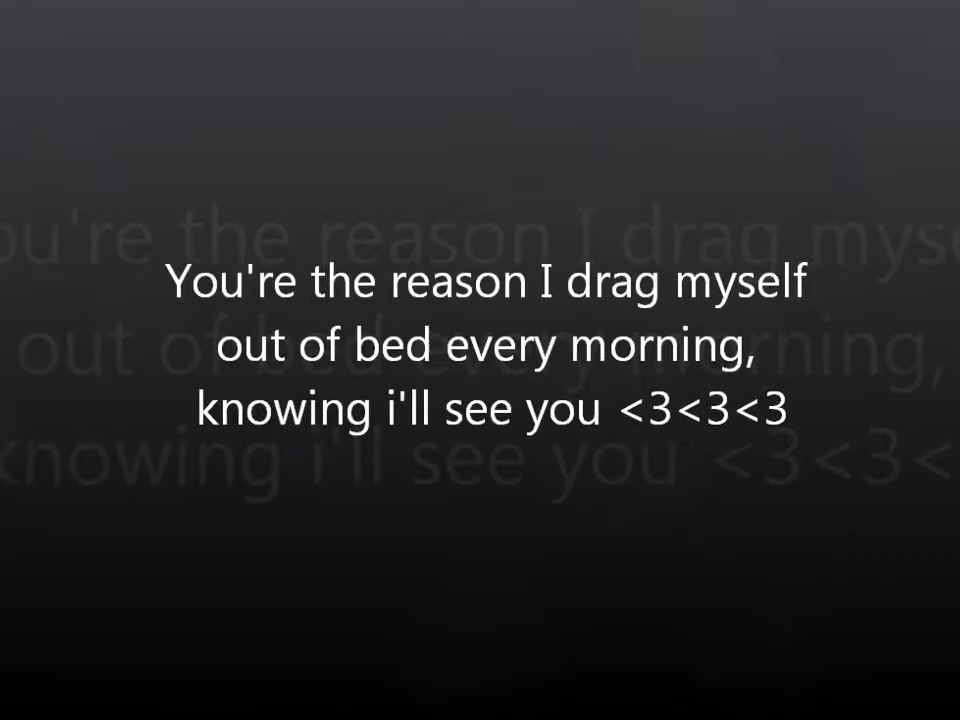 You're the reason I drag myself
out of bed every morning,
knowing i'll see you <3<3<3